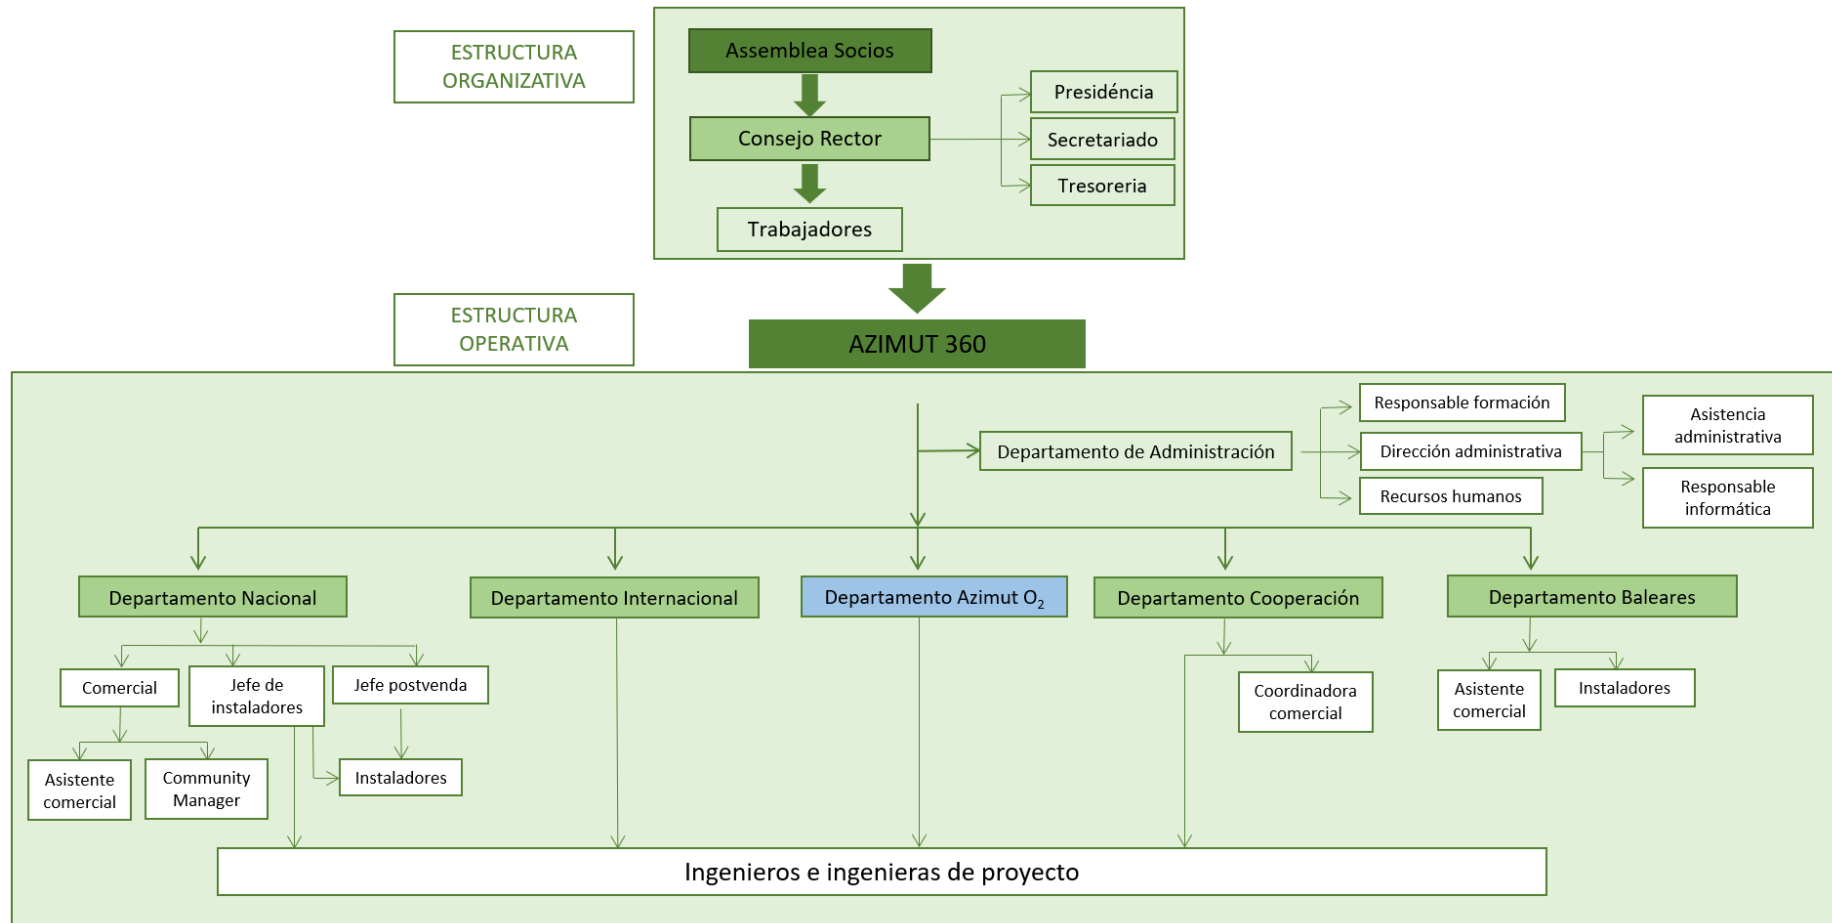 ESTRUCTURA
ORGANIZATIVA
Assemblea Socios
Consejo Rector
Trabajadores
Presidéncia
Secretariado
Tresoreria
ESTRUCTURA
OPERATIVA
AZIMUT 360
Departamento de Administración
Responsable formación
Dirección administrativa
Recursos humanos
Asistencia
administrativa
Responsable
informática
Departamento Nacional
Departamento Internacional
Departamento Azimut O₂
Departamento Cooperación
Departamento Baleares
Comercial
Jefe de
instaladores
Jefe postvenda
Coordinadora
comercial
Asistente
comercial
Instaladores
Asistente
comercial
Community
Manager
Instaladores
Ingenieros e ingenieras de proyecto